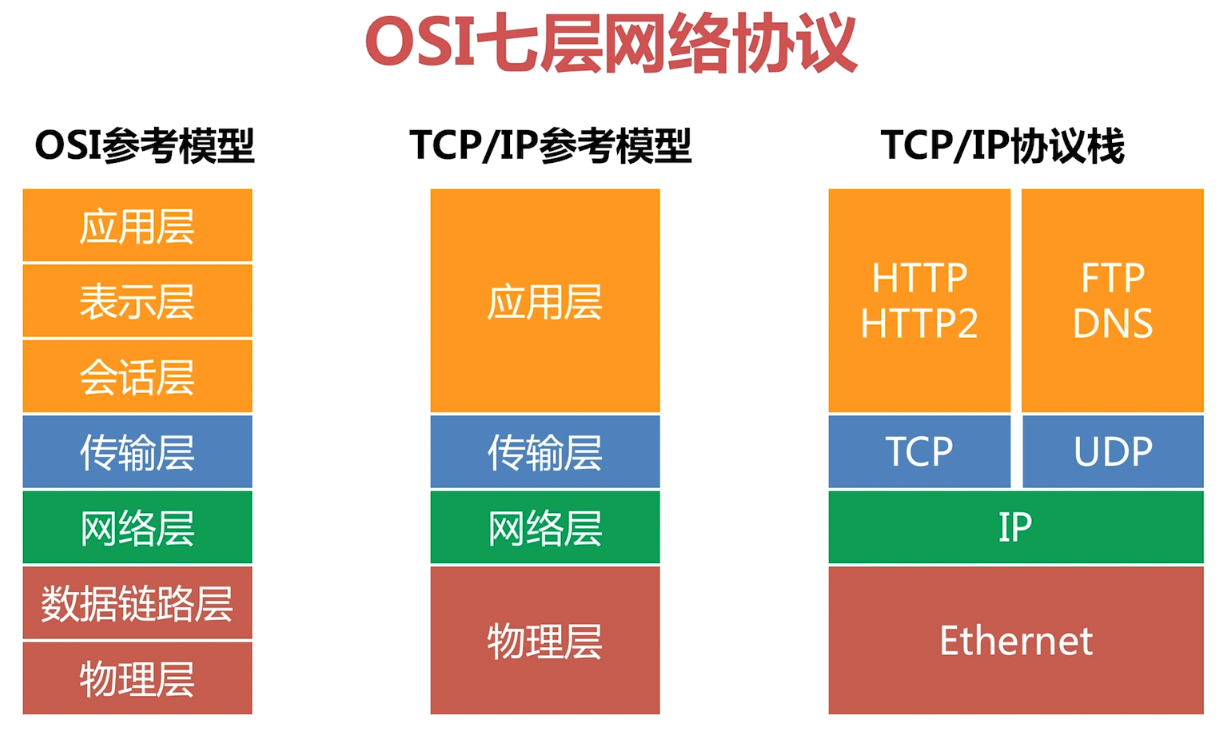 OSI七层网络协议
OSI参考模型
应用层
表示层
会话层
传输层
网络层
数据链路层
物理层
TCP/IP参考模型
应用层
传输层
网络层
物理层
TCP/IP协议栈
HTTP
HTTP2
FTP
DNS
TCP
UDP
IP
Ethernet